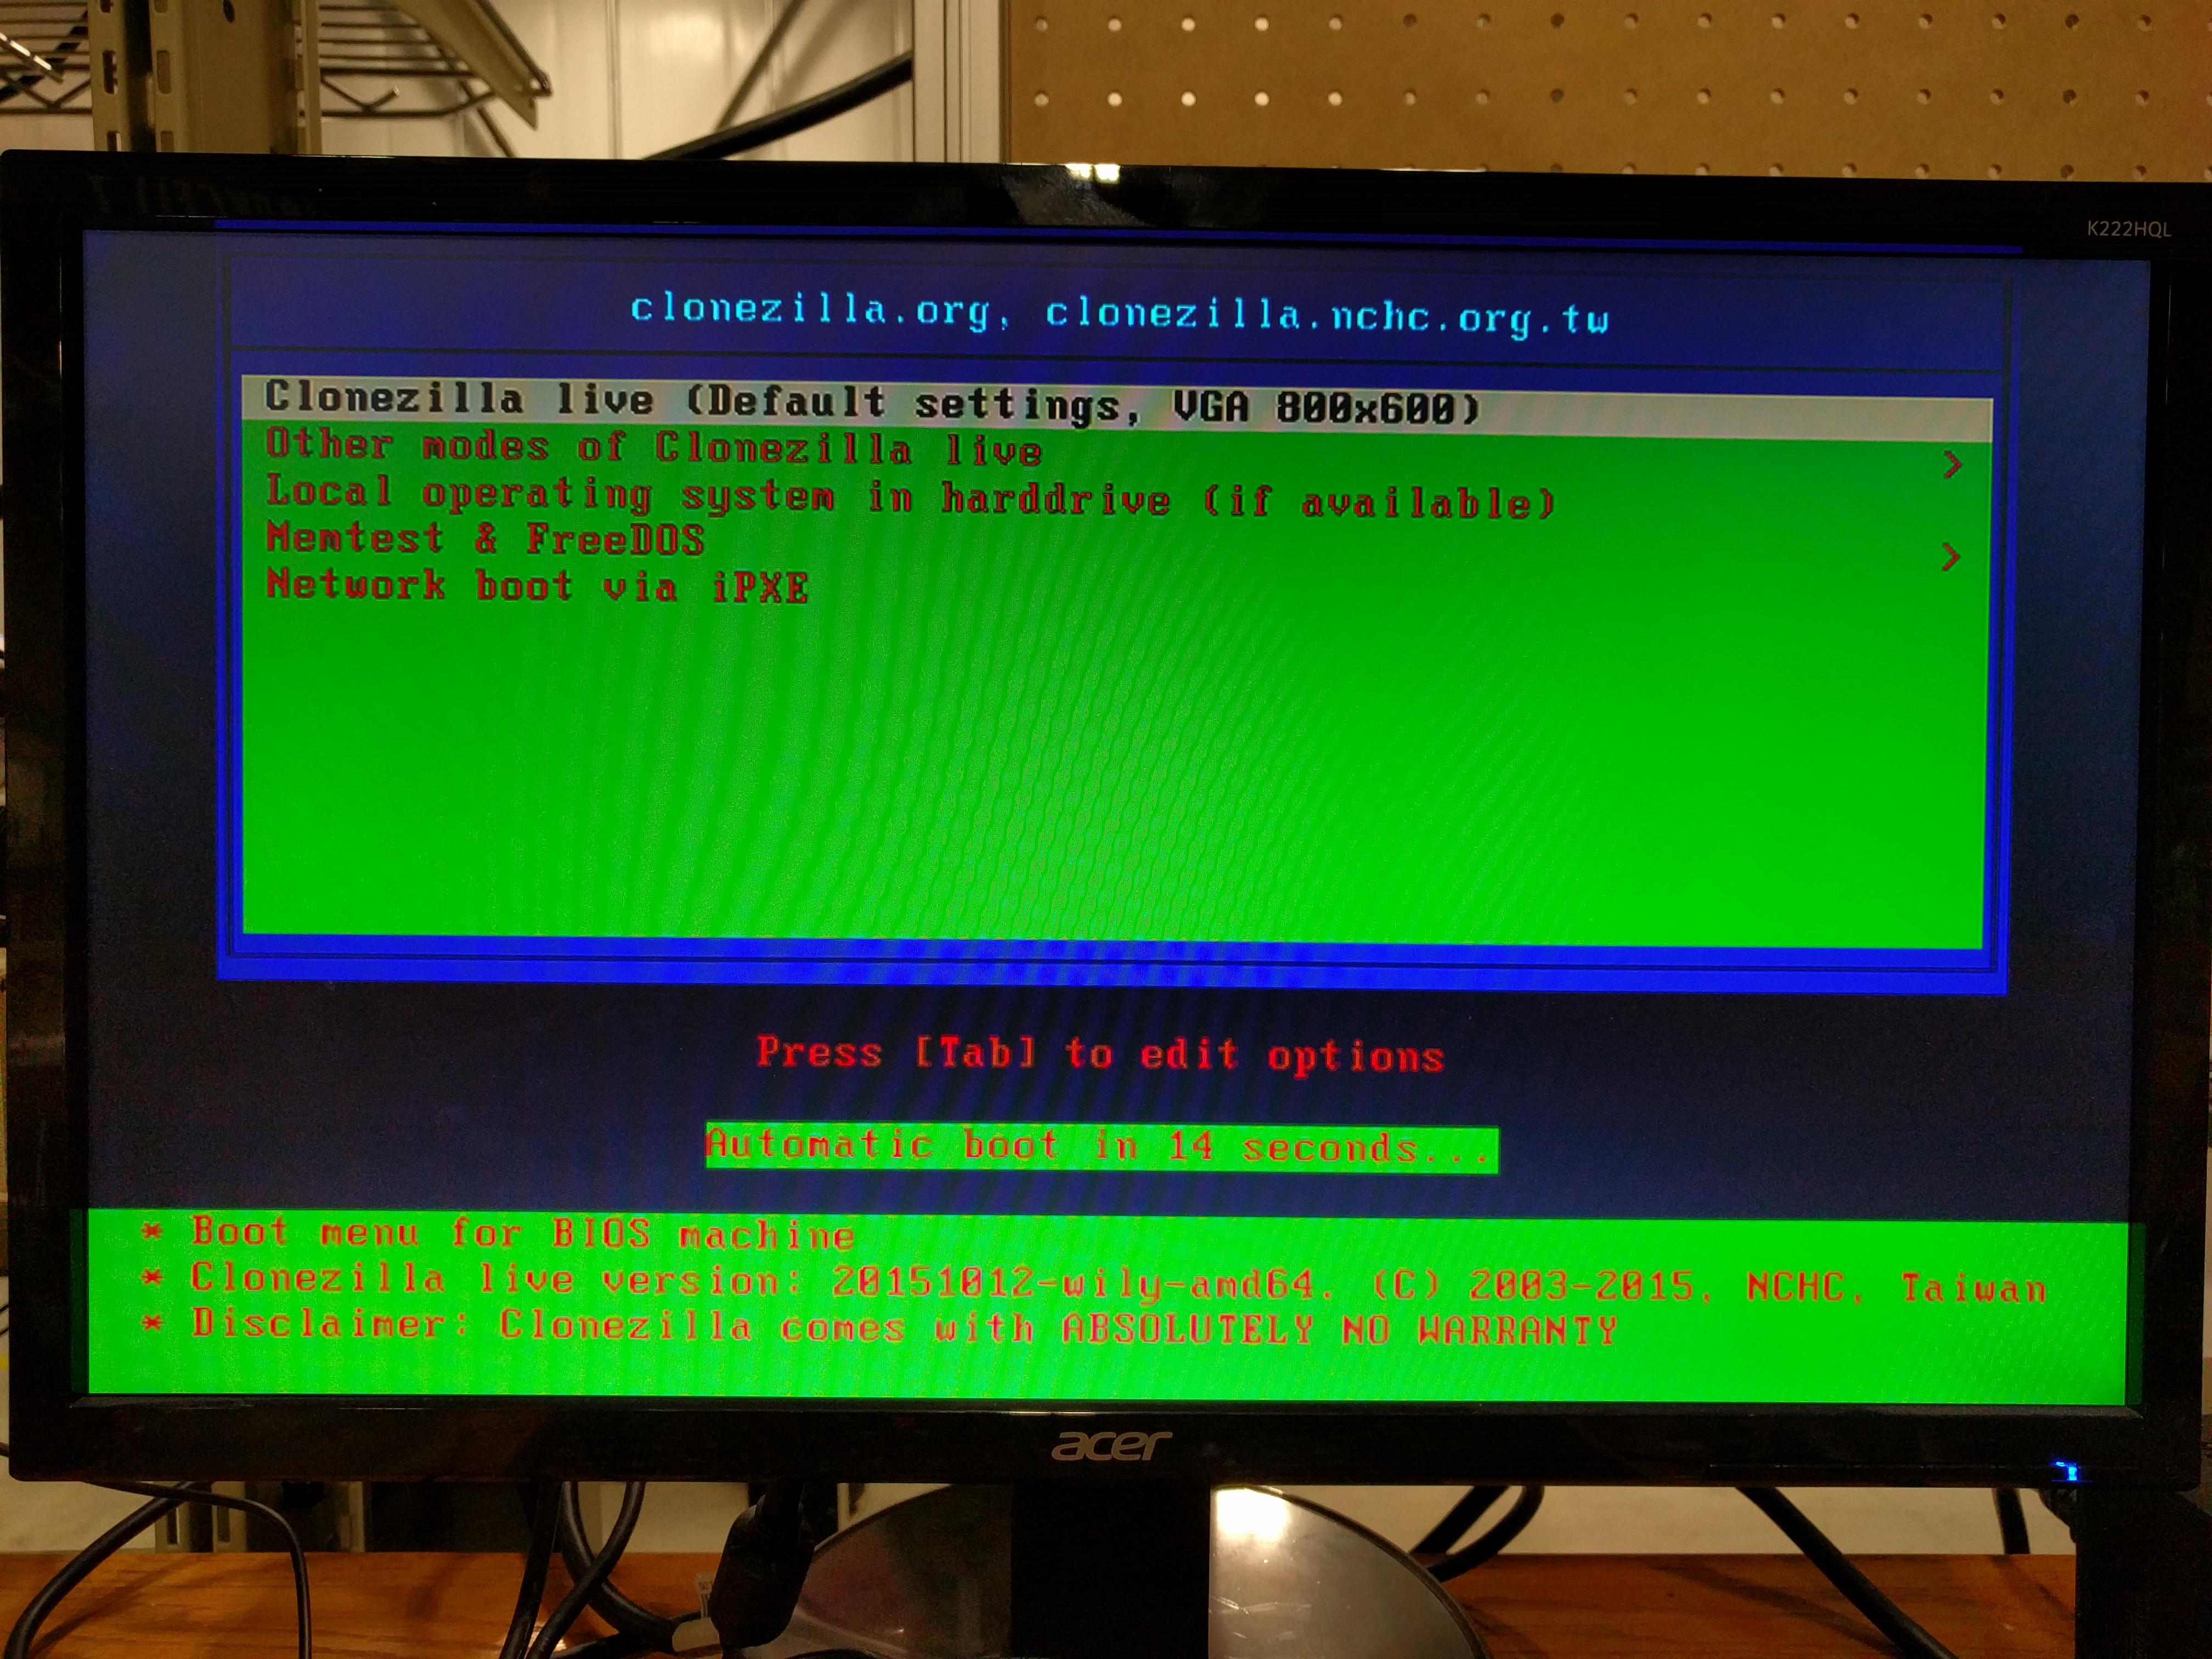 K222HQL
clonezilla.org, clonezilla.nchc.org.tw
Clonezilla live (Default settings, VGA 800x600)
Other modes of Clonezilla live >
Local operating system in harddrive (if available)
Memtest & FreeDOS >
Network boot via iPXE
Press [Tab] to edit options
Automatic boot in 14 seconds...
* Boot menu for BIOS machine
* Clonezilla live version: 20151012-wily-amd64. (C) 2003-2015, NCHC, Taiwan
* Disclaimer: Clonezilla comes with ABSOLUTELY NO WARRANTY
acer